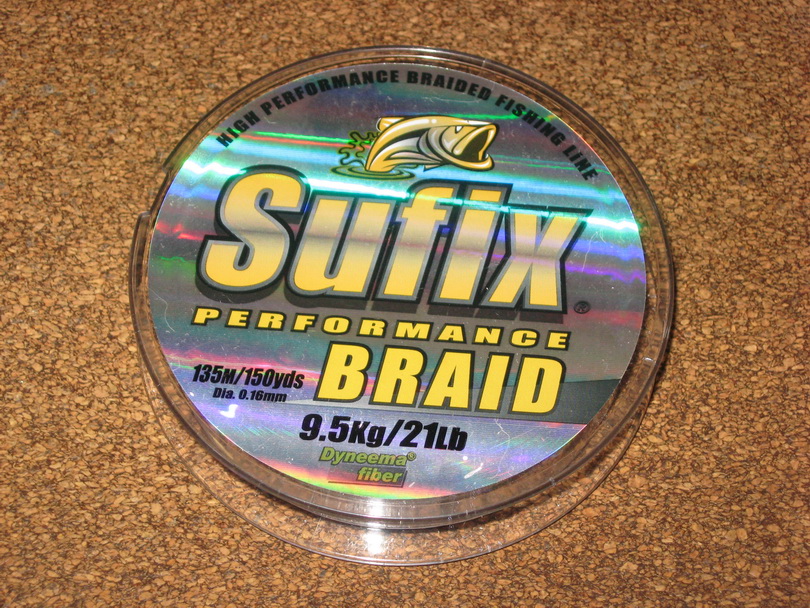 HIGH PERFORMANCE BRAIDED FISHING LINE
Sufix®
PERFORMANCE
BRAID
135M/150yds
Dia. 0.16mm
9.5Kg/21Lb
Dyneema®
fiber